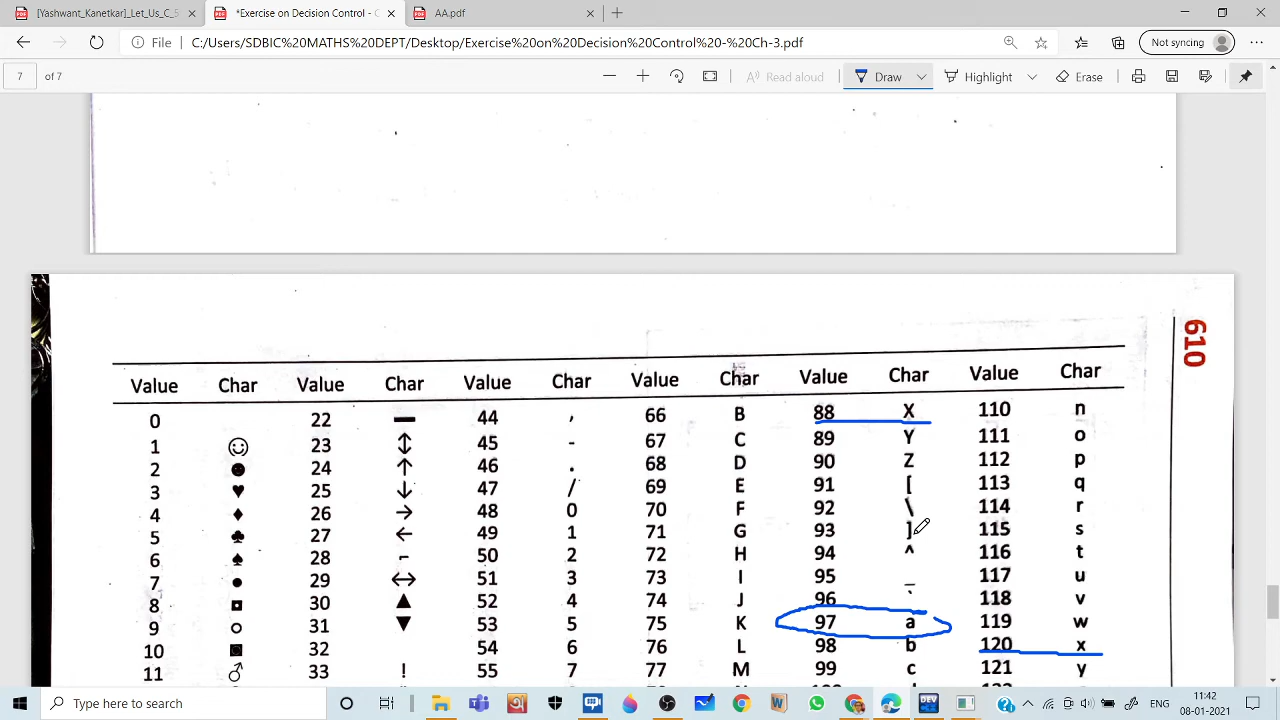 (Yashwant_Kanetkar)_Let_Us_C_5 *Exercise on Decision Control - C AA.pdf
File C:/Users/SDBIC%20MATHS%20DEPT/Desktop/Exercise%20on%20Decision%20Control%20-%20Ch-3.pdf Not syncing
7 of 7 Read aloud Draw Highlight Erase
610
Value Char Value Char Value Char Value Char Value Char Value Char
0 22 ▬ 44 , 66 B 88 X 110 n
1 ☺ 23 ↕ 45 - 67 C 89 Y 111 o
2 ☻ 24 ↑ 46 . 68 D 90 Z 112 p
3 ♥ 25 ↓ 47 / 69 E 91 [ 113 q
4 ♦ 26 → 48 0 70 F 92 \ 114 r
5 ♣ 27 ← 49 1 71 G 93 ] 115 s
6 ♠ 28 ⌐ 50 2 72 H 94 ^ 116 t
7 ● 29 ↔ 51 3 73 I 95 _ 117 u
8 ◘ 30 ▲ 52 4 74 J 96 ` 118 v
9 ○ 31 ▼ 53 5 75 K 97 a 119 w
10 ◙ 32 54 6 76 L 98 b 120 x
11 ♂ 33 ! 55 7 77 M 99 c 121 y
Type here to search ENG 11:42
08-01-2021